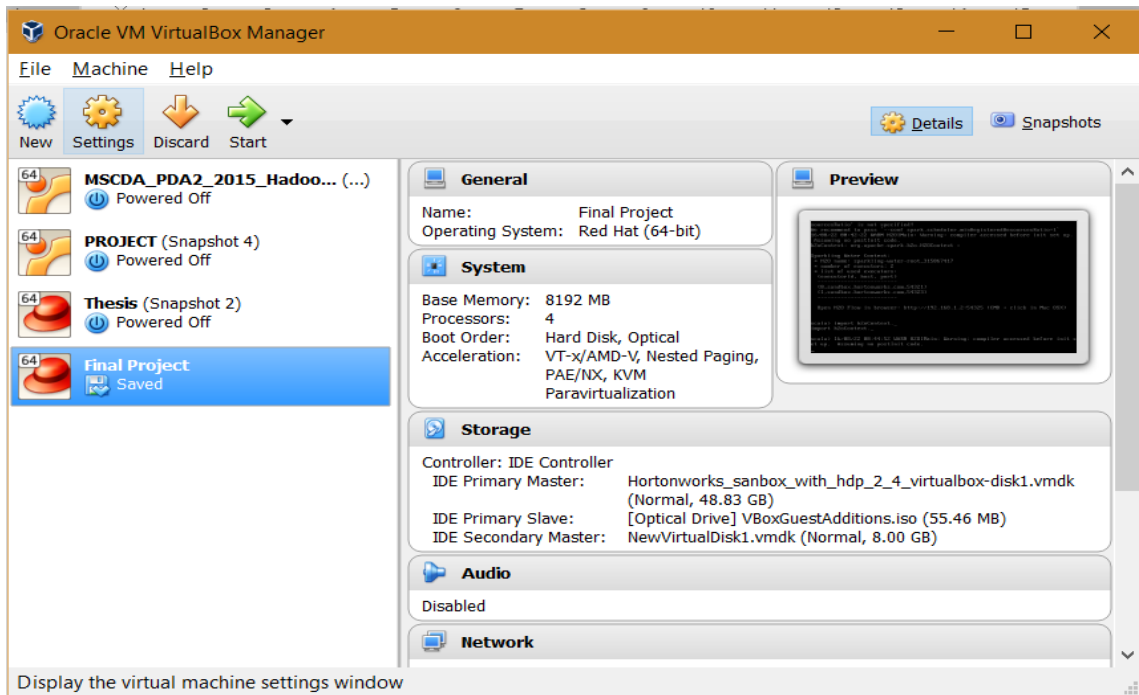 Oracle VM VirtualBox Manager
File Machine Help
New Settings Discard Start
Details Snapshots
64 MSCDA_PDA2_2015_Hadoo... (...)
Powered Off
64 PROJECT (Snapshot 4)
Powered Off
64 Thesis (Snapshot 2)
Powered Off
64 Final Project
Saved
General
Name: Final Project
Operating System: Red Hat (64-bit)
System
Base Memory: 8192 MB
Processors: 4
Boot Order: Hard Disk, Optical
Acceleration: VT-x/AMD-V, Nested Paging,
PAE/NX, KVM
Paravirtualization
Preview
Storage
Controller: IDE Controller
IDE Primary Master: Hortonworks_sanbox_with_hdp_2_4_virtualbox-disk1.vmdk
(Normal, 48.83 GB)
IDE Primary Slave: [Optical Drive] VBoxGuestAdditions.iso (55.46 MB)
IDE Secondary Master: NewVirtualDisk1.vmdk (Normal, 8.00 GB)
Audio
Disabled
Network
Display the virtual machine settings window